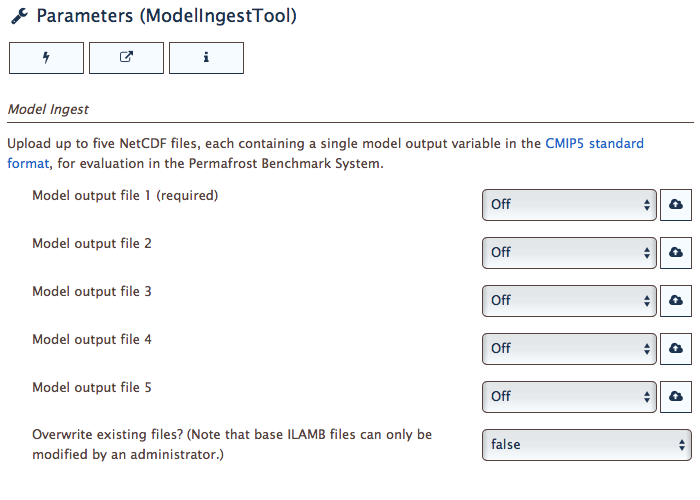 Parameters (ModelIngestTool)
Model Ingest
Upload up to five NetCDF files, each containing a single model output variable in the CMIP5 standard
format, for evaluation in the Permafrost Benchmark System.
Model output file 1 (required)
Off
Model output file 2
Off
Model output file 3
Off
Model output file 4
Off
Model output file 5
Off
Overwrite existing files? (Note that base ILAMB files can only be
modified by an administrator.)
false